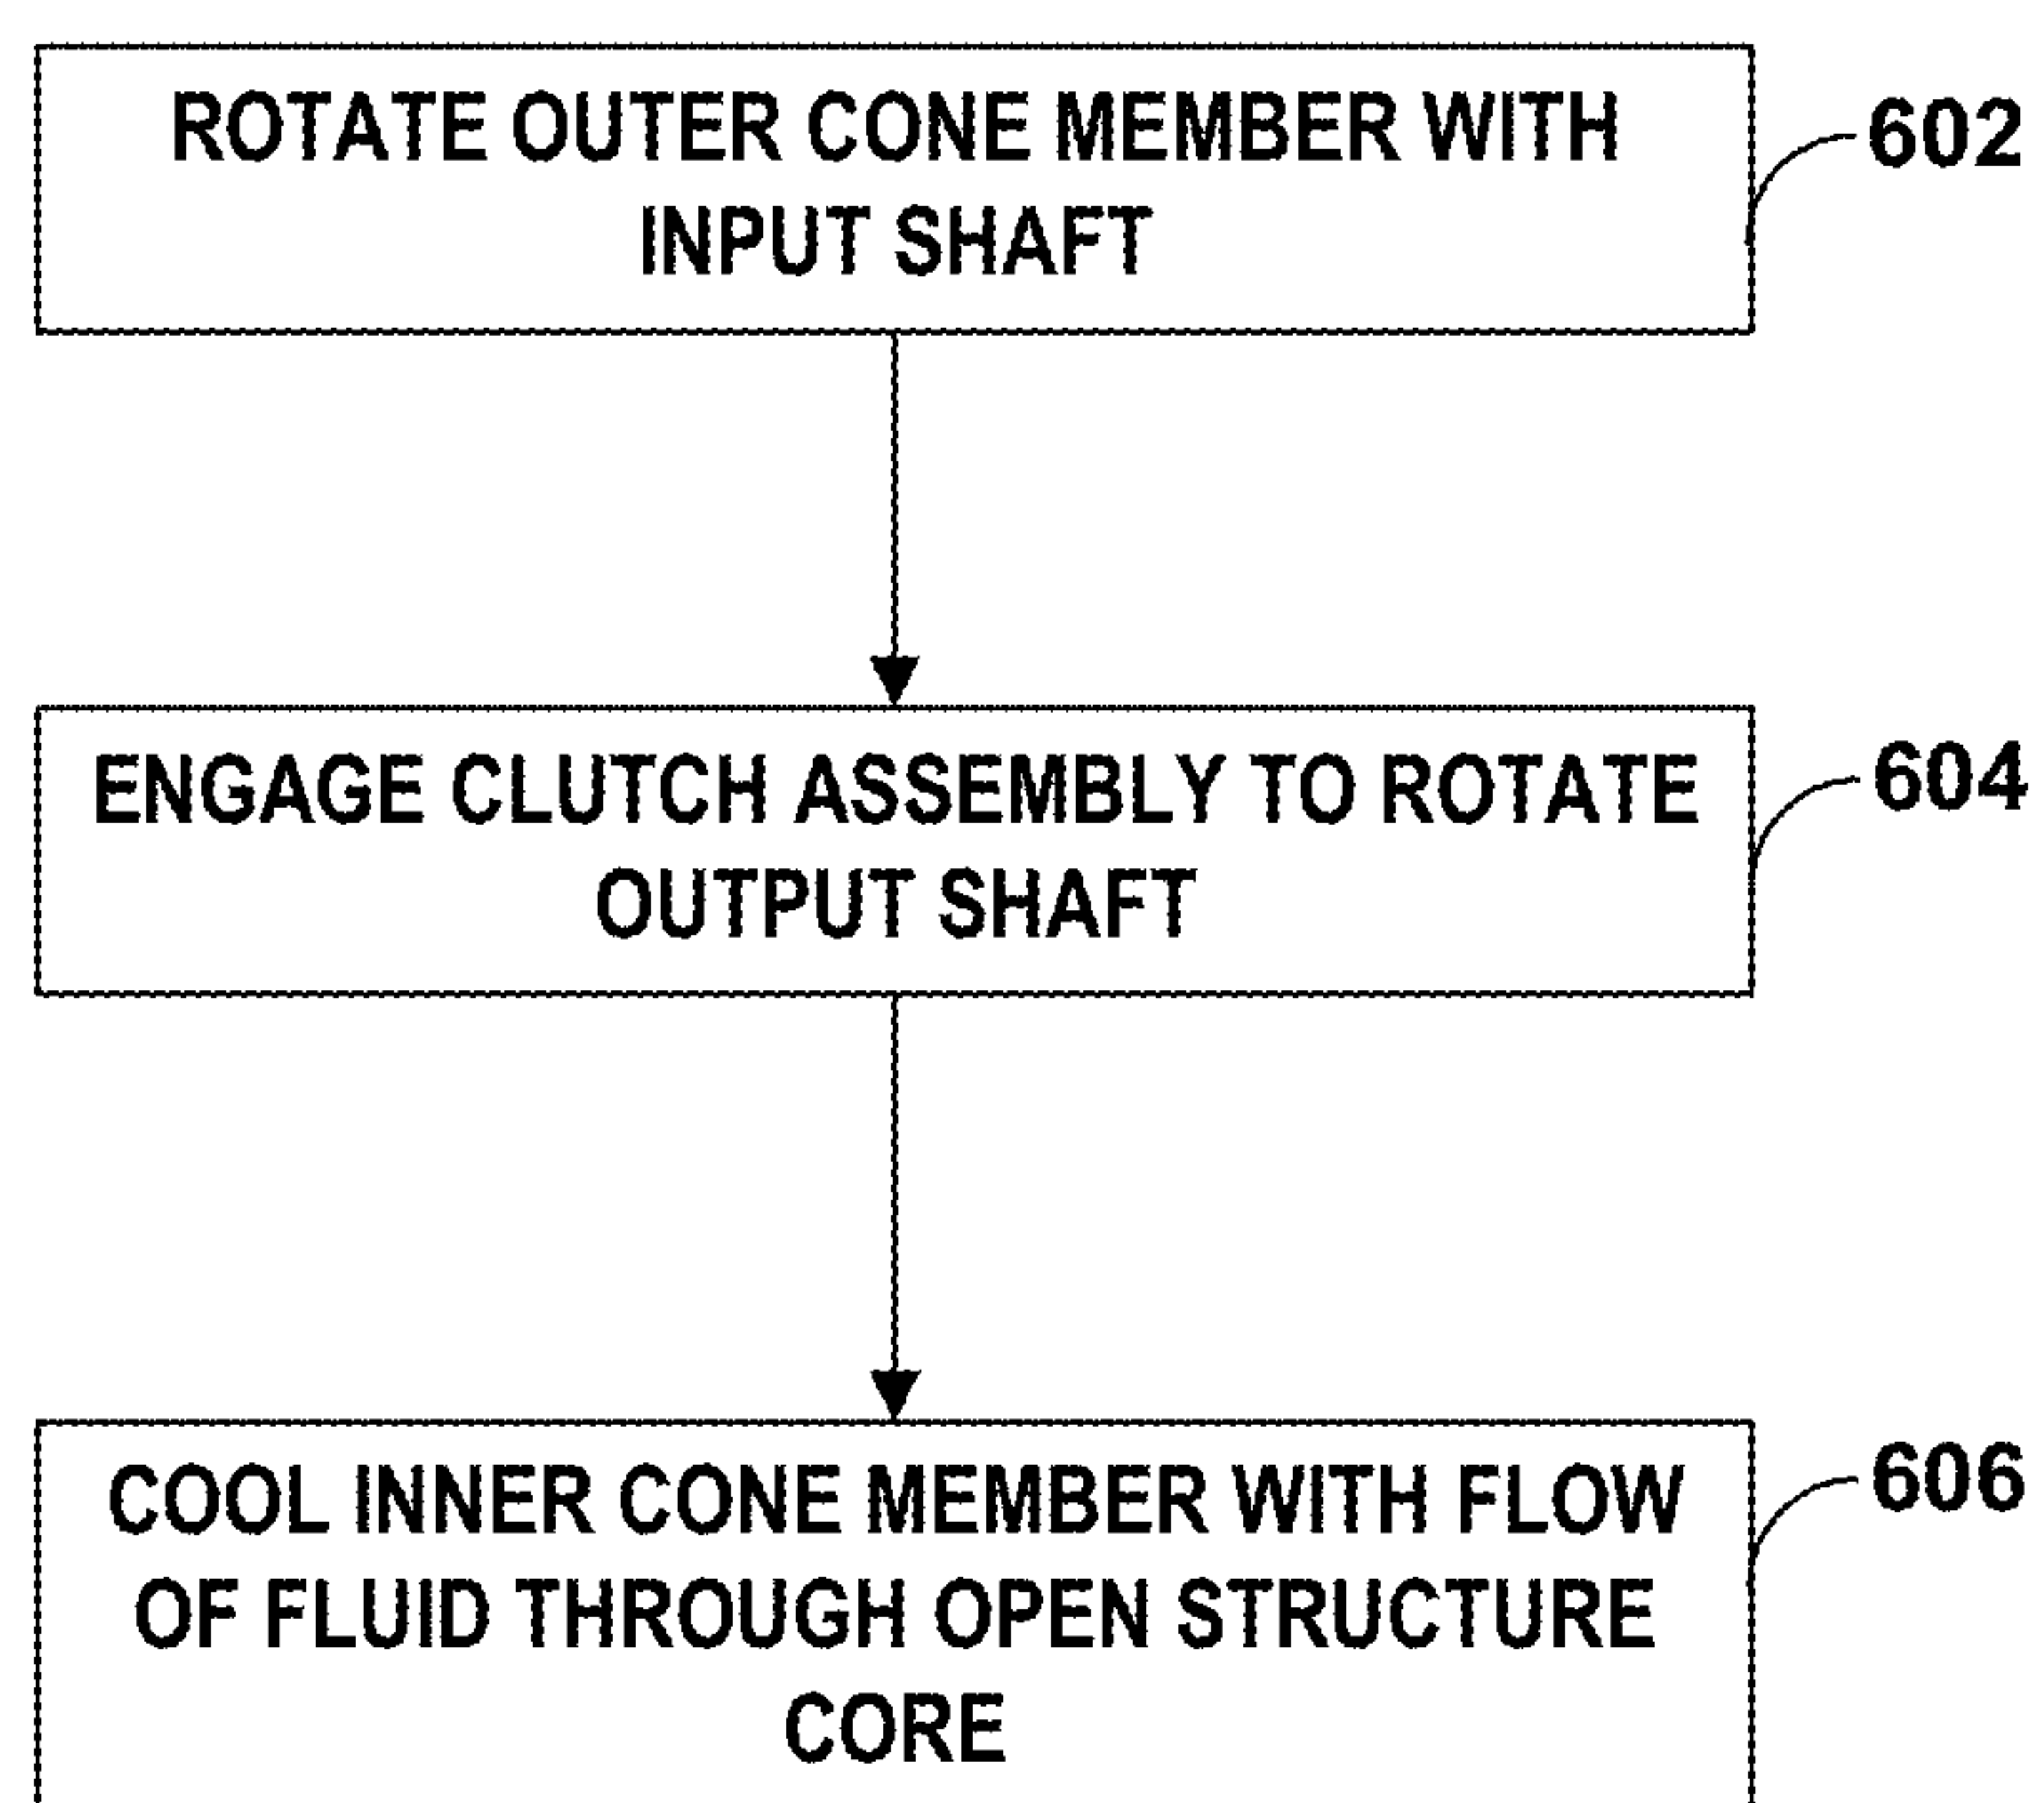 ROTATE OUTER CONE MEMBER WITH
INPUT SHAFT
602
ENGAGE CLUTCH ASSEMBLY TO ROTATE
OUTPUT SHAFT
604
COOL INNER CONE MEMBER WITH FLOW
OF FLUID THROUGH OPEN STRUCTURE
CORE
606